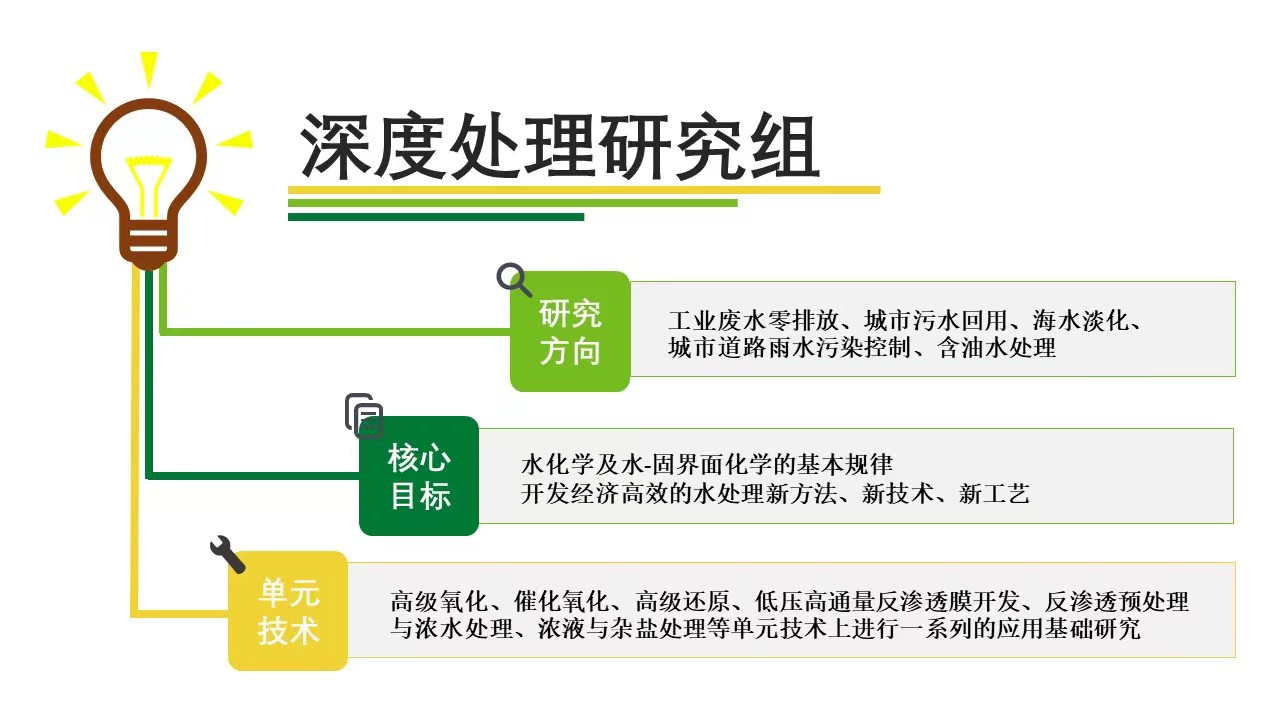 深度处理研究组
研究
方向
工业废水零排放、城市污水回用、海水淡化、
城市道路雨水污染控制、含油水处理
核心
目标
水化学及水-固界面化学的基本规律
开发经济高效的水处理新方法、新技术、新工艺
单元
技术
高级氧化、催化氧化、高级还原、低压高通量反渗透膜开发、反渗透预处理
与浓水处理、浓液与杂盐处理等单元技术上进行一系列的应用基础研究